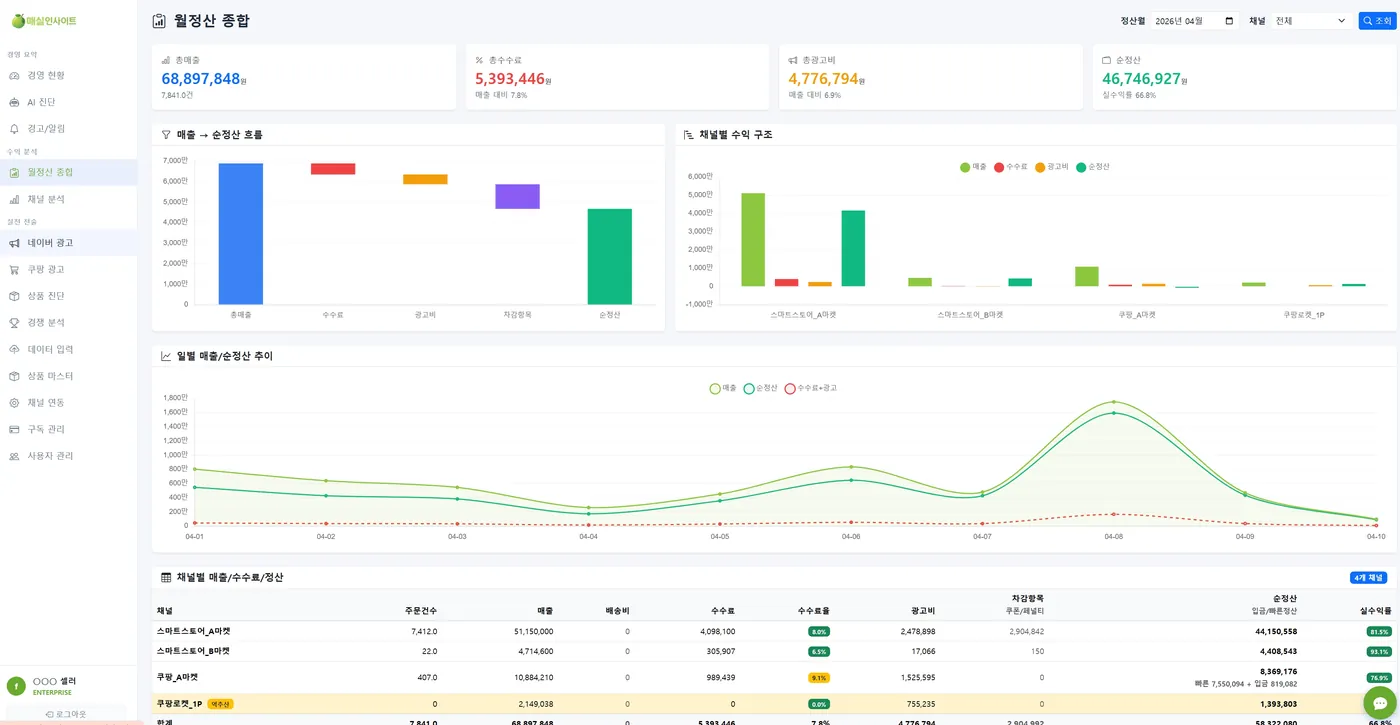 매실인사이트
경영 요약
경영 현황
AI 진단
경고/알림
수익 분석
월정산 종합
채널 분석
실전 전술
네이버 광고
쿠팡 광고
상품 진단
경쟁 분석
데이터 입력
상품 마스터
채널 연동
구독 관리
사용자 관리
f
OOO 셀러
ENTERPRISE
로그아웃
월정산 종합
정산월 2026년 04월 채널 전체 조회
총매출
68,897,848원
7,841.0건
% 총수수료
5,393,446원
매출 대비 7.8%
총광고비
4,776,794원
매출 대비 6.9%
순정산
46,746,927원
실수익률 66.8%
매출 → 순정산 흐름
7,000만
6,000만
5,000만
4,000만
3,000만
2,000만
1,000만
0
총매출 수수료 광고비 차감항목 순정산
채널별 수익 구조
매출 수수료 광고비 순정산
6,000만
5,000만
4,000만
3,000만
2,000만
1,000만
0
-1,000만
스마트스토어_A마켓 스마트스토어_B마켓 쿠팡_A마켓 쿠팡로켓_1P
일별 매출/순정산 추이
매출 순정산 수수료+광고
1,800만
1,600만
1,400만
1,200만
1,000만
800만
600만
400만
200만
0
04-01 04-02 04-03 04-04 04-05 04-06 04-07 04-08 04-09 04-10
채널별 매출/수수료/정산 4개 채널
채널 주문건수 매출 배송비 수수료 수수료율 광고비 차감항목 쿠폰/페널티 순정산 입금/빠른정산 실수익률
스마트스토어_A마켓 7,412.0 51,150,000 0 4,098,100 8.0% 2,478,898 2,904,842 44,150,558 81.5%
스마트스토어_B마켓 22.0 4,714,600 0 305,907 6.5% 17,066 150 4,408,543 93.1%
쿠팡_A마켓 407.0 10,884,210 0 989,439 9.1% 1,525,595 0 8,369,176 76.9%
빠른 7,550,094 + 입금 819,082
쿠팡로켓_1P 역추산 0 2,149,038 0 0 0.0% 755,235 0 1,393,803
합계 7,841.0 68,897,848 0 5,393,446 7.8% 4,776,794 2,904,992 58,322,080 66.8%